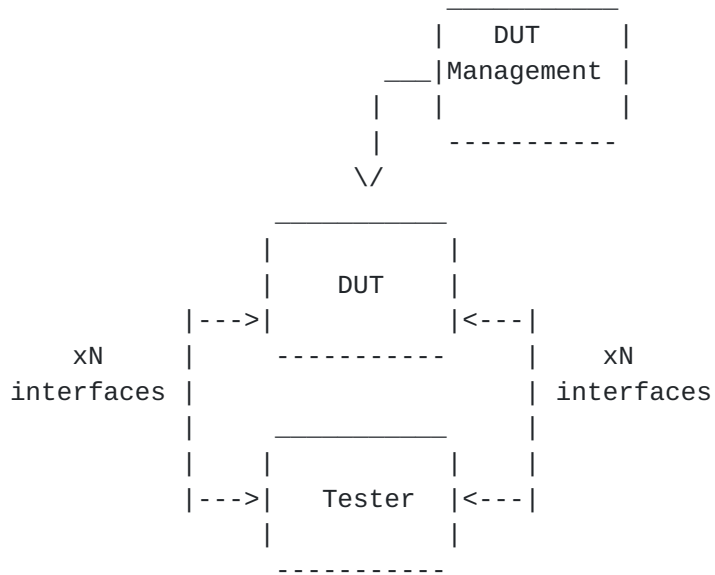 DUT
Management
DUT
xN xN
interfaces interfaces
Tester